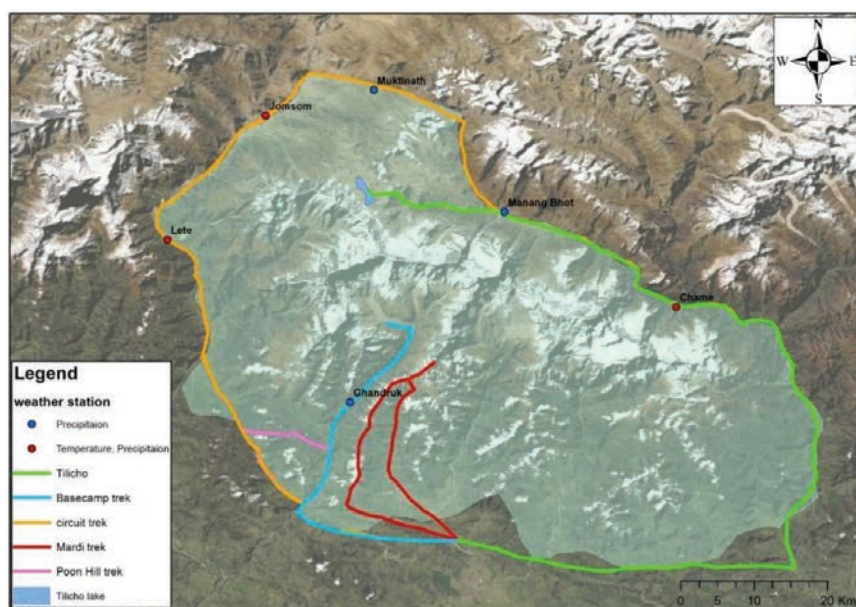 N
W E
S
Muktinath
Jomsom
Manang Bhot
Lete
Chame
Ghandruk
Legend
weather station
Precipitaion
Temperature, Precipitaion
Tilicho
Basecamp trek
circuit trek
Mardi trek
Poon Hill trek
Tilicho lake
0 5 10 20 Km